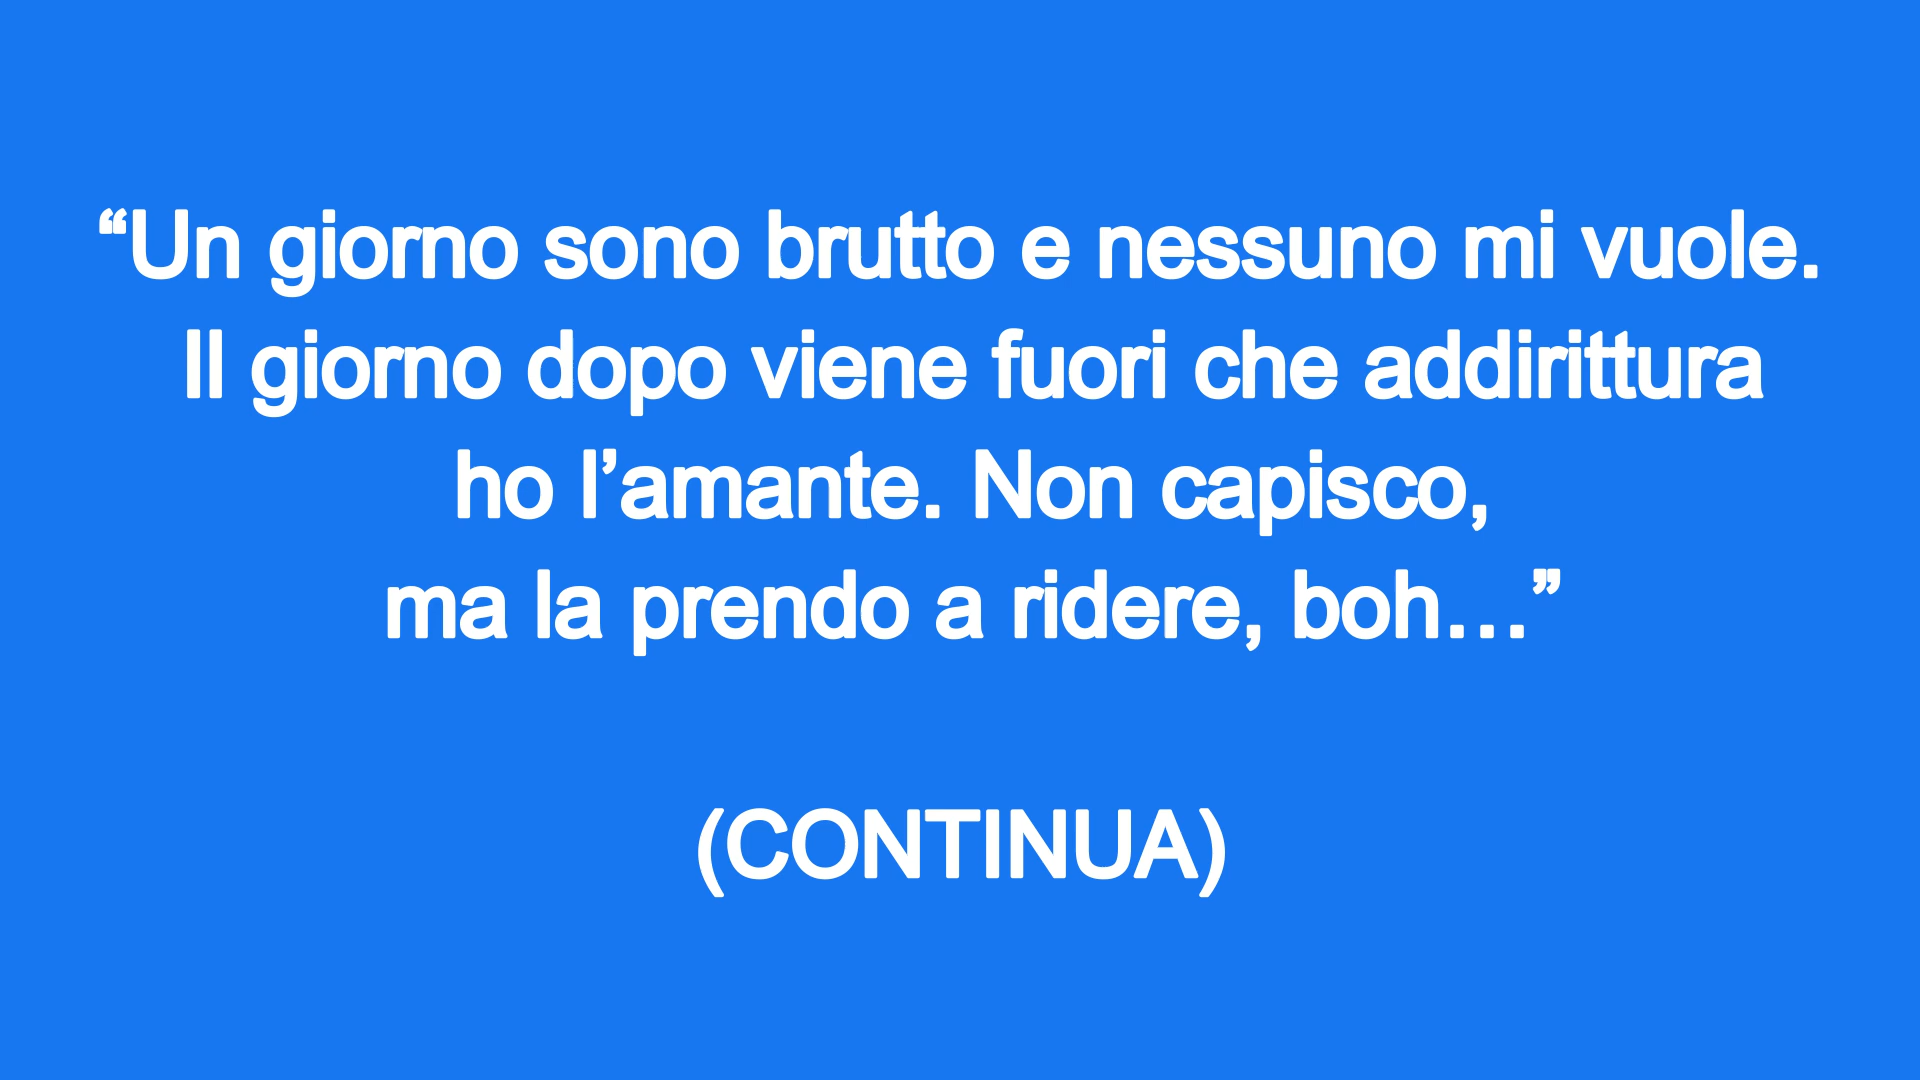 “Un giorno sono brutto e nessuno mi vuole.
Il giorno dopo viene fuori che addirittura
ho l’amante. Non capisco,
ma la prendo a ridere, boh…”
(CONTINUA)